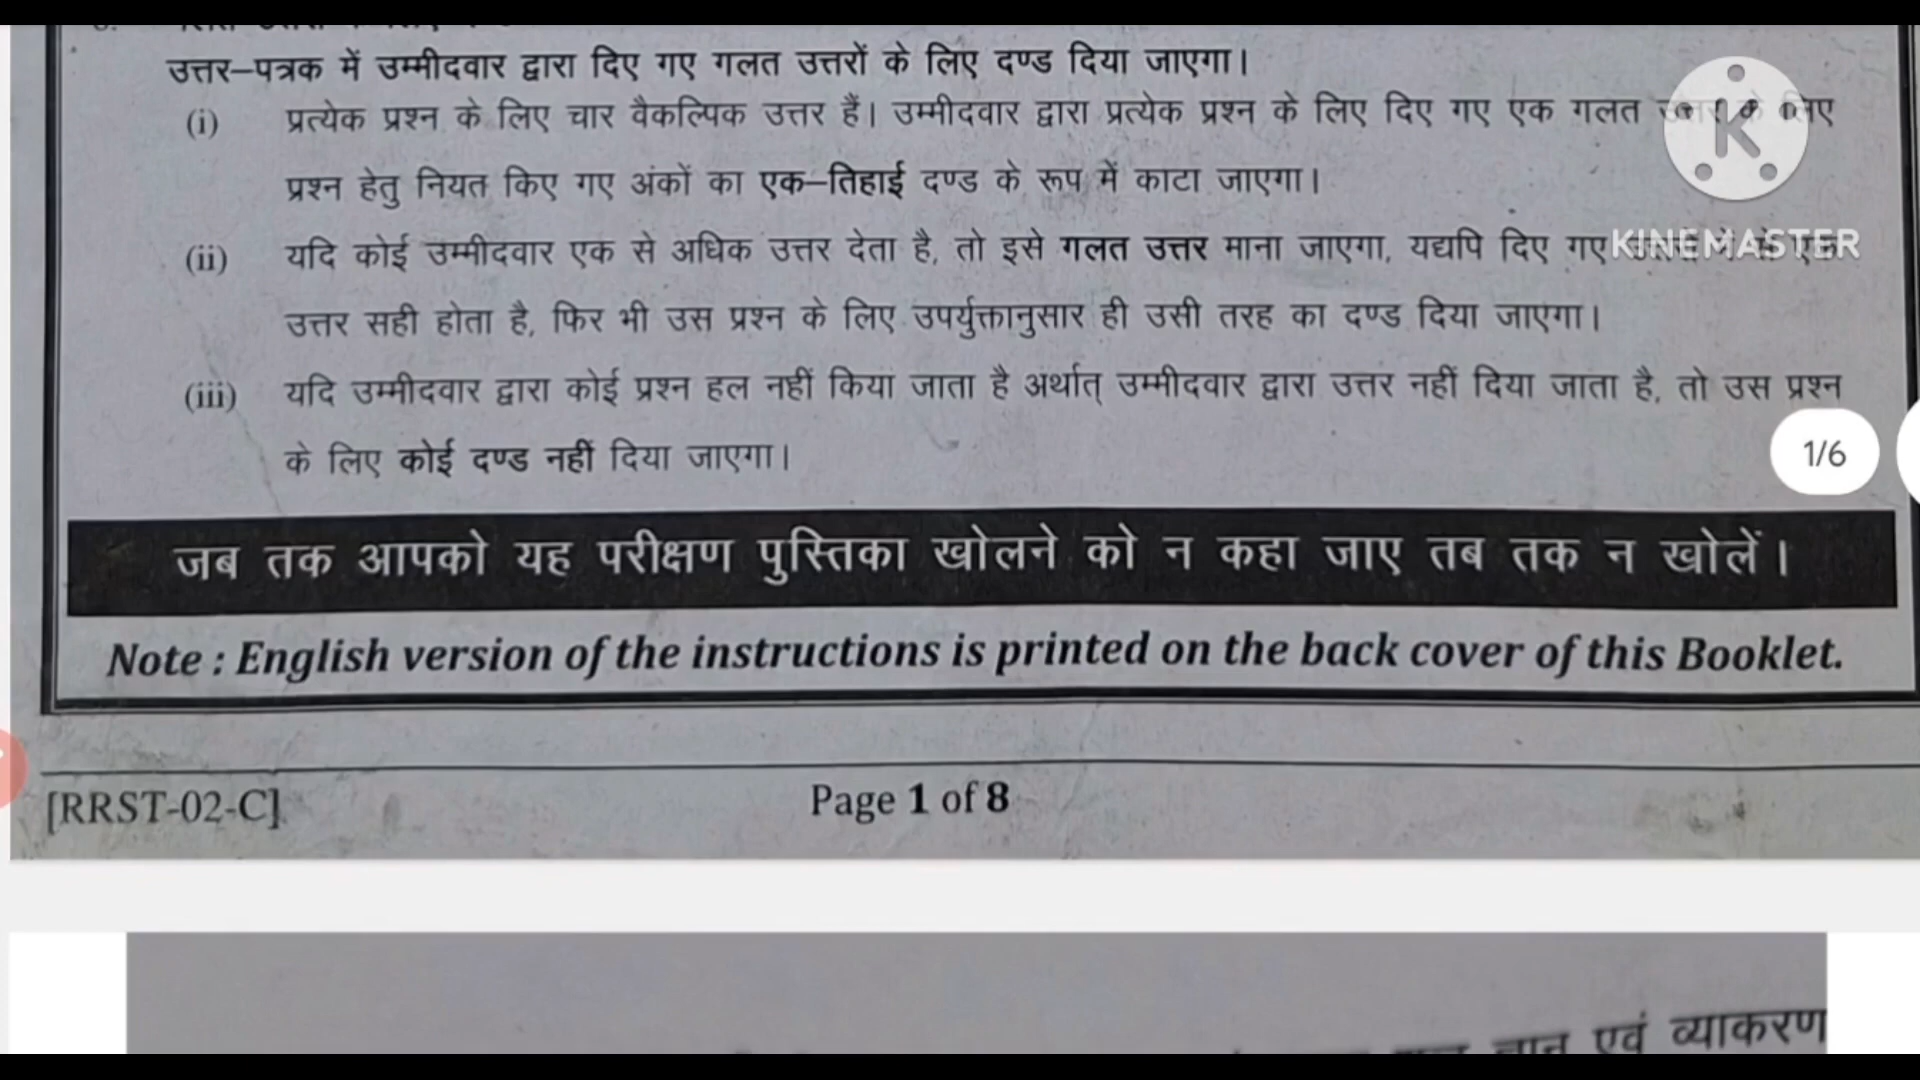 उत्तर–पत्रक में उम्मीदवार द्वारा दिए गए गलत उत्तरों के लिए दण्ड दिया जाएगा।
(i) प्रत्येक प्रश्न के लिए चार वैकल्पिक उत्तर हैं। उम्मीदवार द्वारा प्रत्येक प्रश्न के लिए दिए गए एक गलत
प्रश्न हेतु नियत किए गए अंकों का एक–तिहाई दण्ड के रूप में काटा जाएगा।
(ii) यदि कोई उम्मीदवार एक से अधिक उत्तर देता है, तो इसे गलत उत्तर माना जाएगा, यद्यपि दिए गए
उत्तर सही होता है, फिर भी उस प्रश्न के लिए उपर्युक्तानुसार ही उसी तरह का दण्ड दिया जाएगा।
(iii) यदि उम्मीदवार द्वारा कोई प्रश्न हल नहीं किया जाता है अर्थात् उम्मीदवार द्वारा उत्तर नहीं दिया जाता है, तो उस प्रश्न
के लिए कोई दण्ड नहीं दिया जाएगा।
K
KINEMASTER
1/6
जब तक आपको यह परीक्षण पुस्तिका खोलने को न कहा जाए तब तक न खोलें।
Note : English version of the instructions is printed on the back cover of this Booklet.
[RRST-02-C]
Page 1 of 8
एवं व्याकरण